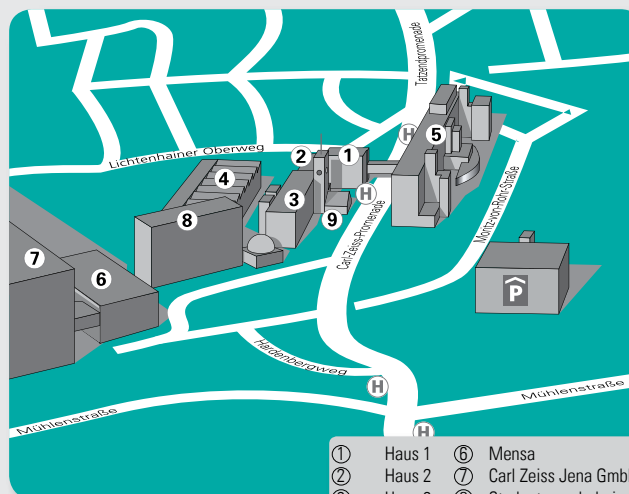 Tatzendpromenade
5
H
2
1
Lichtenhainer Oberweg
4
H
3
8
9
Moritz-von-Rohr-Straße
Carl-Zeiss-Promenade
7
6
P
Hardenbergweg
H
Mühlenstraße
Mühlenstraße
H
1 Haus 1 6 Mensa
2 Haus 2 7 Carl Zeiss Jena Gmb